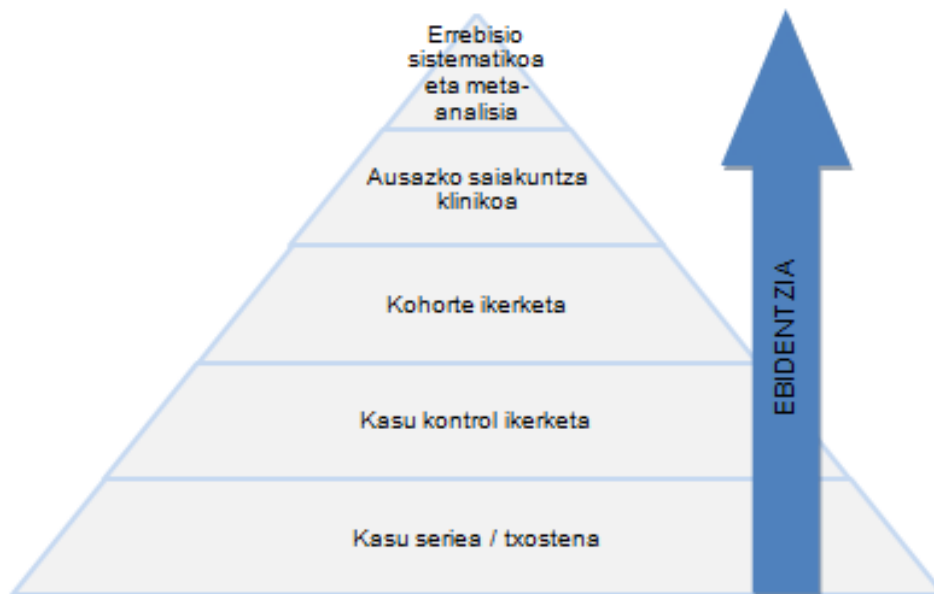 Errebisio
sistematikoa
eta meta-
analisia
Ausazko saiakuntza
klinikoa
Kohorte ikerketa
Kasu kontrol ikerketa
Kasu seriea / txostena
EBIDENTZIA